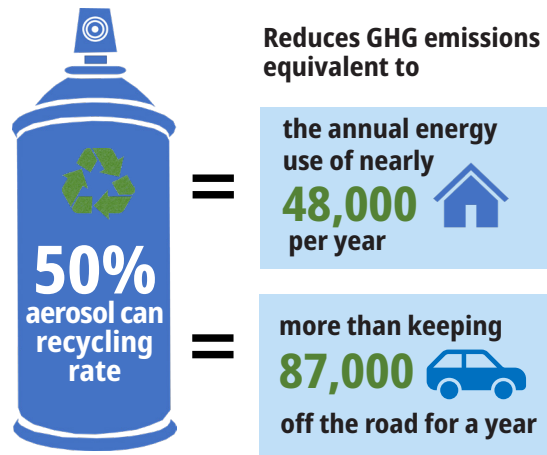 50%
aerosol can
recycling
rate
=
=
Reduces GHG emissions
equivalent to
the annual energy
use of nearly
48,000
per year
more than keeping
87,000
off the road for a year